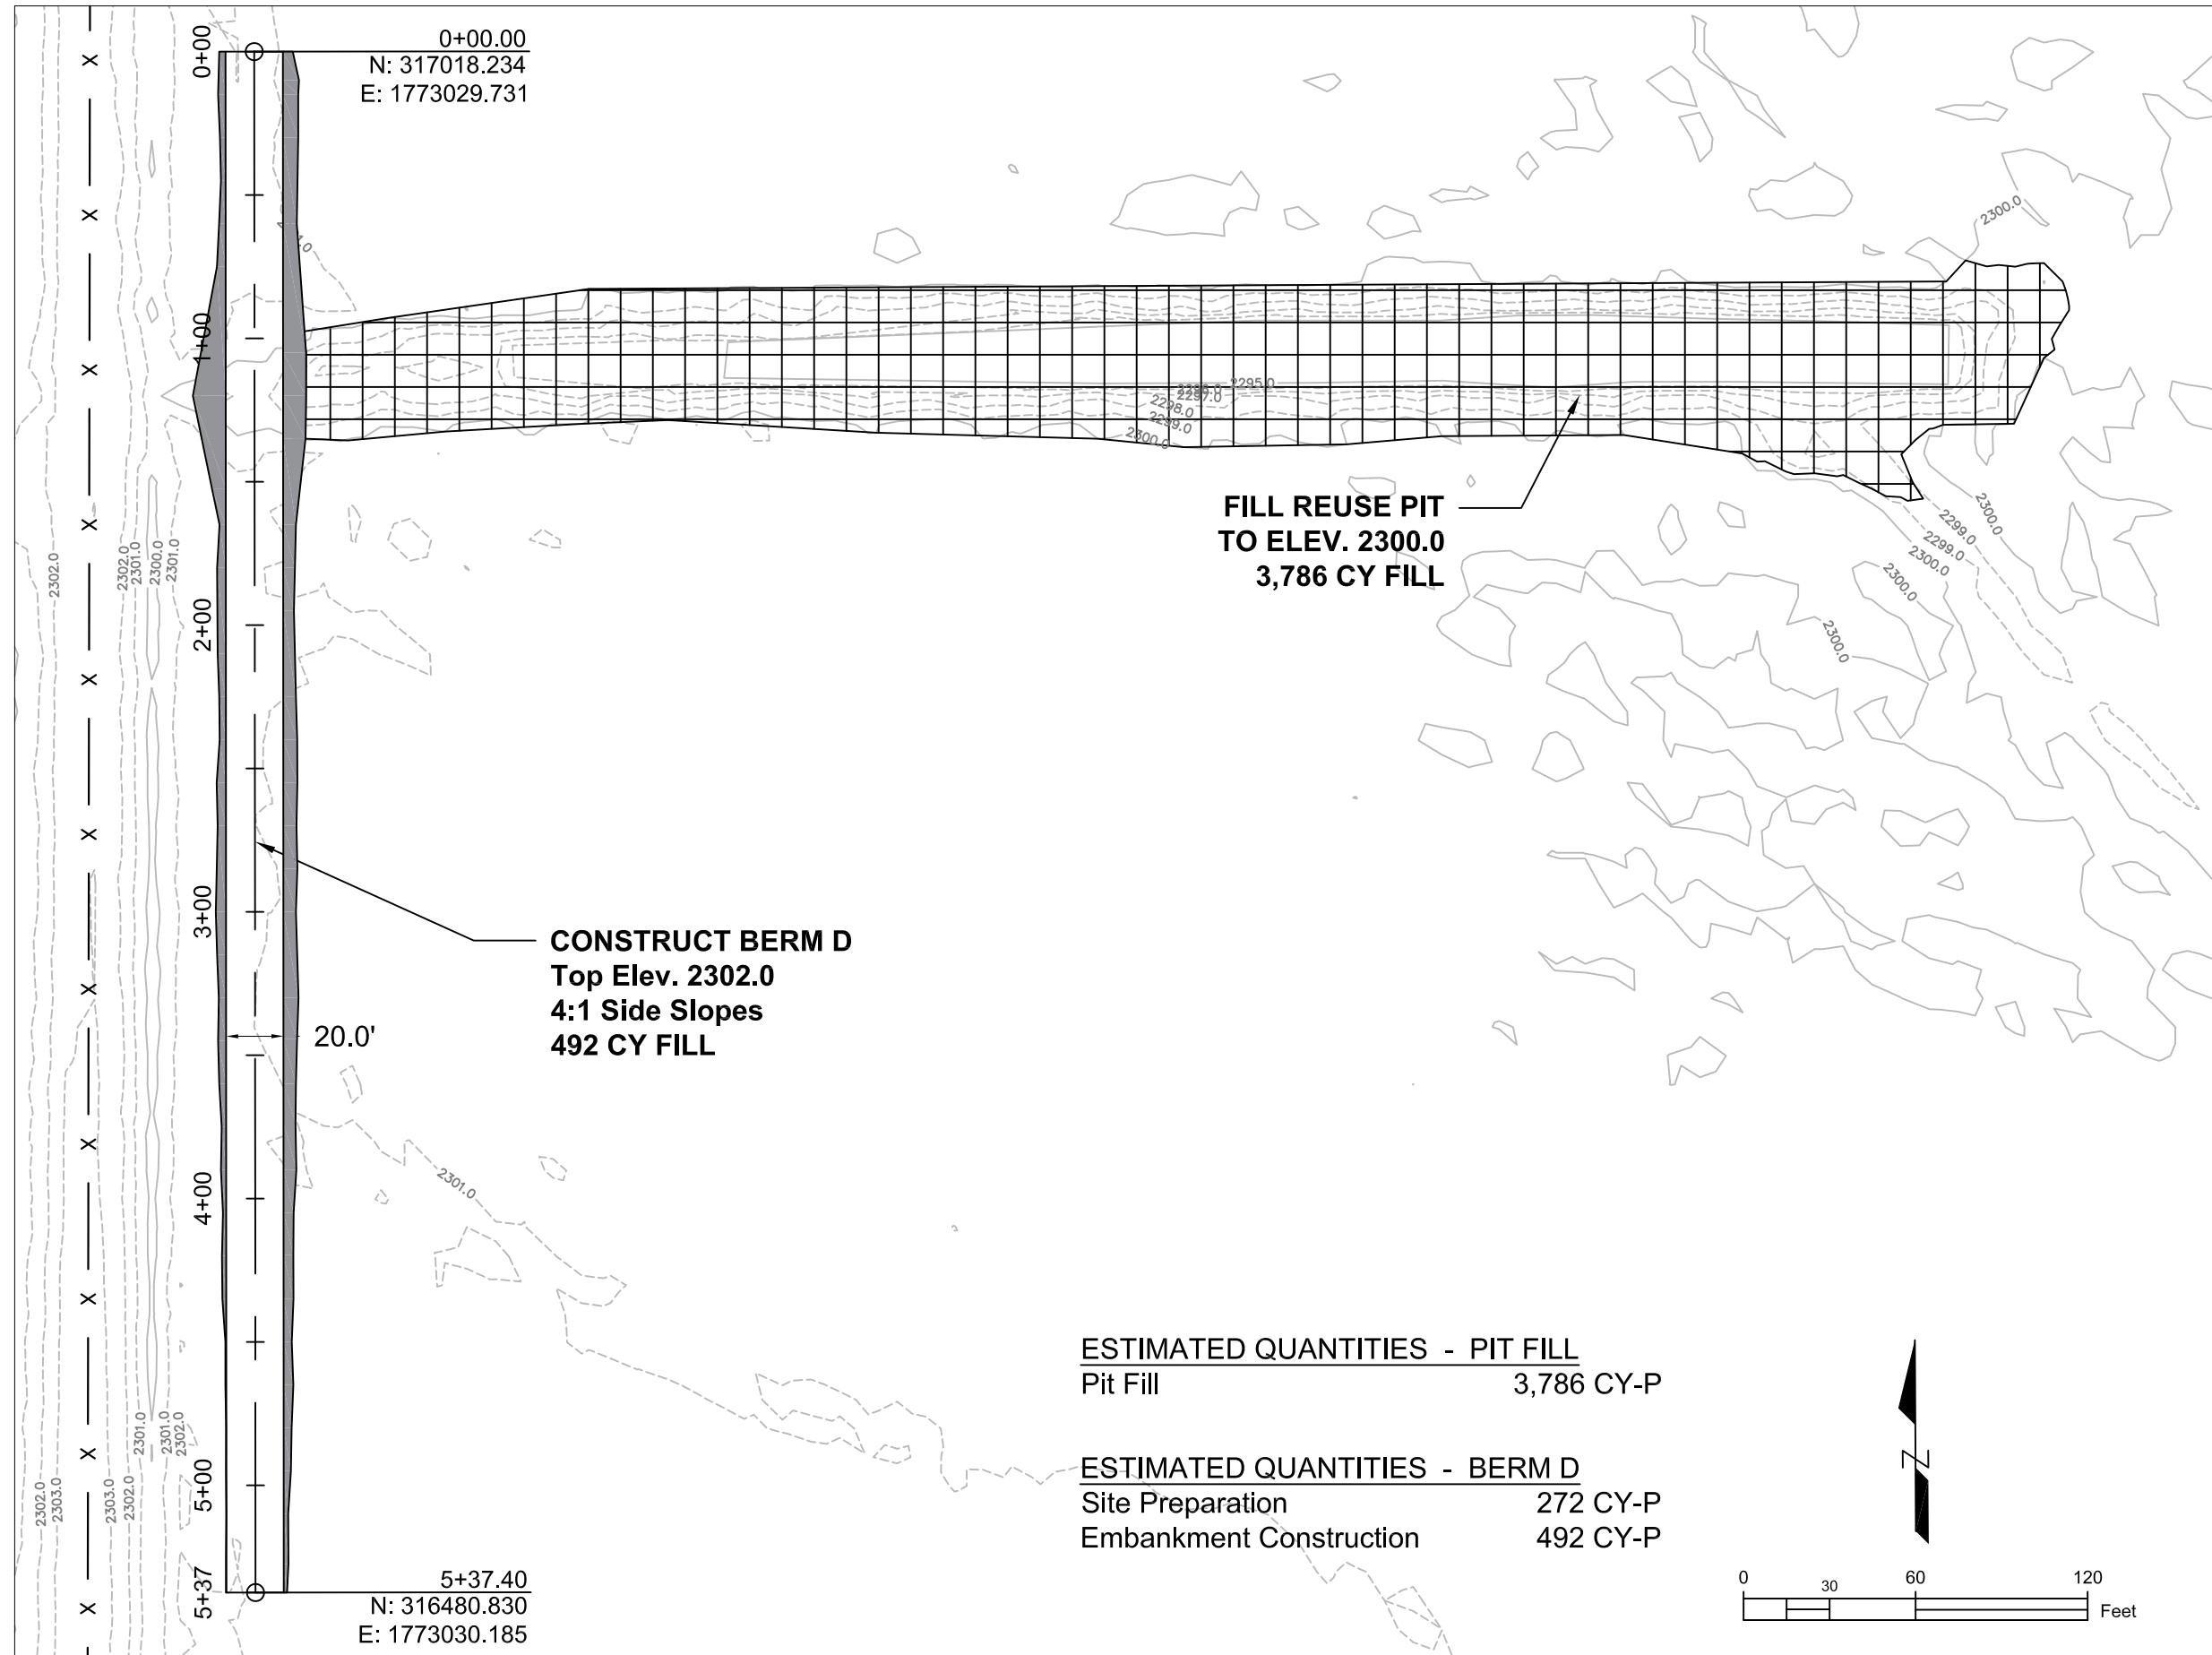 0+00
0+00.00
N: 317018.234
E: 1773029.731
X
X
X
X
X
X
X
X
X
X
X
1+00
2+00
3+00
4+00
5+00
5+37
2300.0
2295.0
2297.0
2298.0
2299.0
2300.0
FILL REUSE PIT
TO ELEV. 2300.0
3,786 CY FILL
2300.0
2299.0
2299.0
2300.0
2300.0
2300.0
2302.0
2302.0
2301.0
2300.0
2301.0
CONSTRUCT BERM D
Top Elev. 2302.0
4:1 Side Slopes
492 CY FILL
20.0'
2301.0
2301.0
2301.0
2302.0
2302.0
2303.0
2303.0
2302.0
ESTIMATED QUANTITIES - PIT FILL
Pit Fill 3,786 CY-P
ESTIMATED QUANTITIES - BERM D
Site Preparation 272 CY-P
Embankment Construction 492 CY-P
5+37.40
N: 316480.830
E: 1773030.185
Z
0 30 60 120
Feet